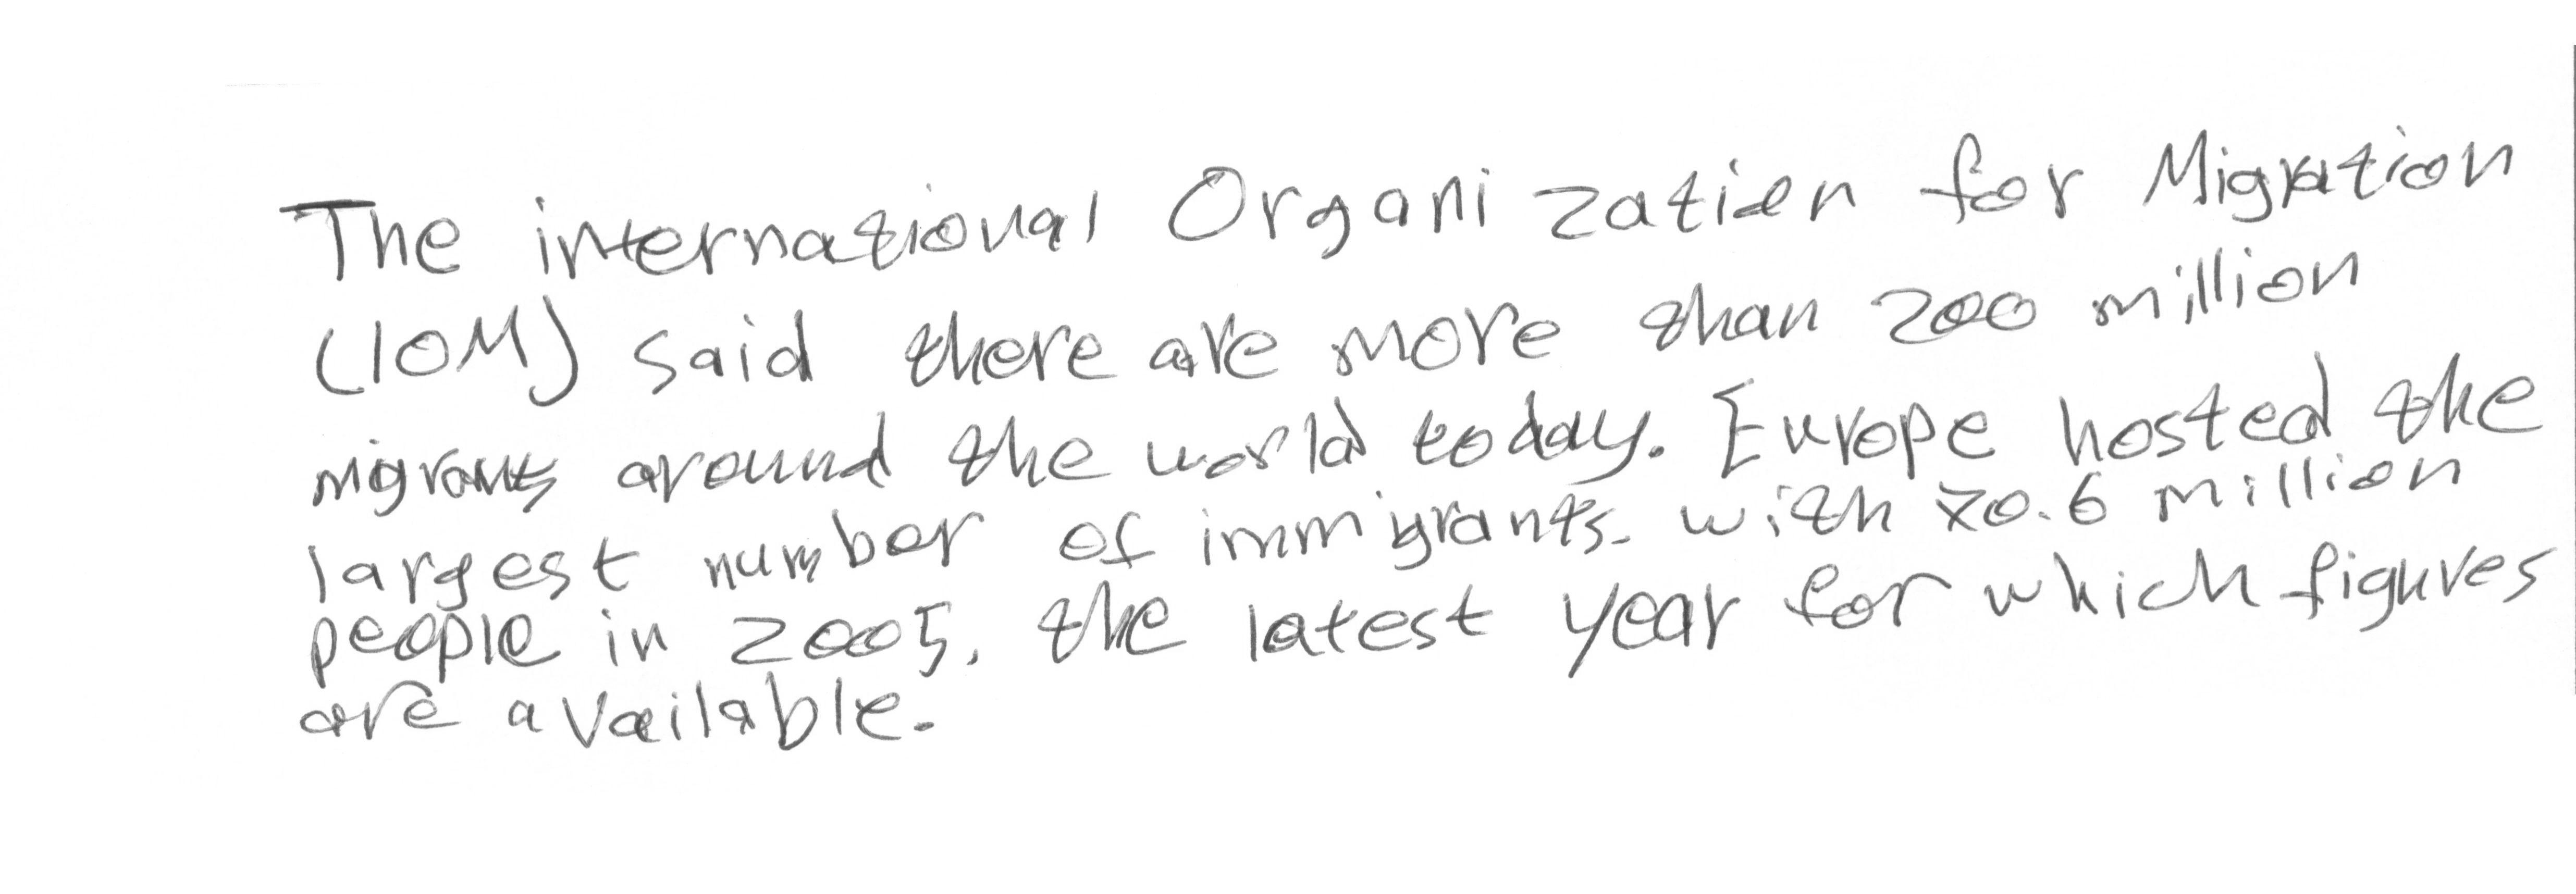 The international Organization for Migration
(IOM) said there are more than 200 million
migrants around the world today. Europe hosted the
largest number of immigrants. with 70.6 million
people in 2005, the latest year for which figures
are available.